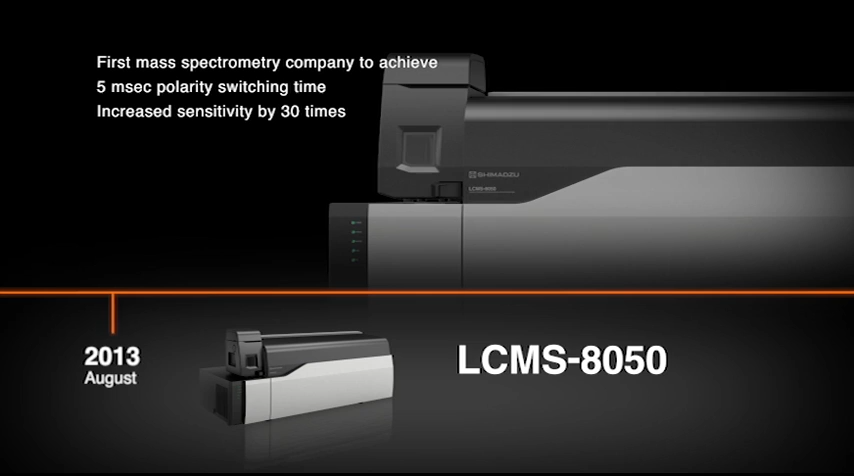 First mass spectrometry company to achieve
5 msec polarity switching time
Increased sensitivity by 30 times
SHIMADZU
LCMS-8050
2013
August
LCMS-8050